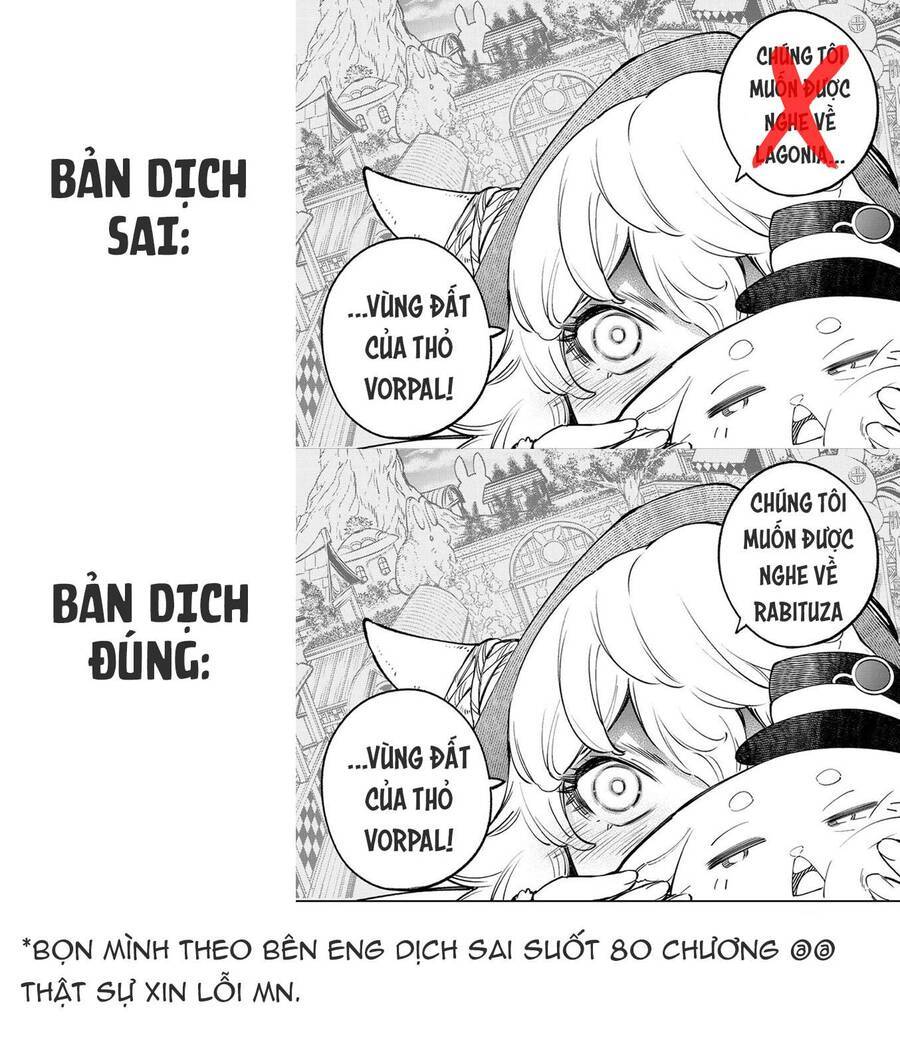 CHÚNG TÔI
MUỐN ĐƯỢC
NGHE VỀ
LAGONIA...
BẢN DỊCH
SAI:
...VÙNG ĐẤT
CỦA THỎ
VORPAL!
CHÚNG TÔI
MUỐN ĐƯỢC
NGHE VỀ
RABITUZA
BẢN DỊCH
ĐÚNG:
...VÙNG ĐẤT
CỦA THỎ
VORPAL!
*BỌN MÌNH THEO BÊN ENG DỊCH SAI SUỐT 80 CHƯƠNG @@
THẬT SỰ XIN LỖI MN.